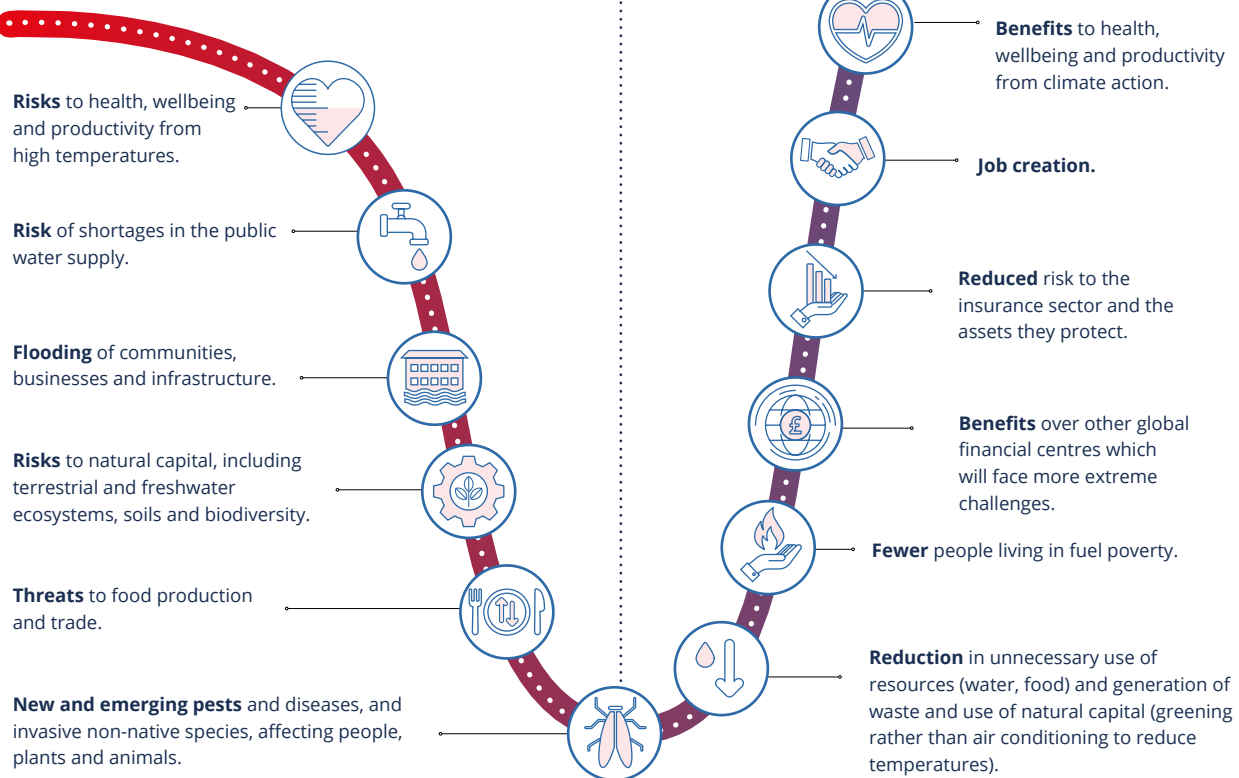 Risks to health, wellbeing
and productivity from
high temperatures.
Risk of shortages in the public
water supply.
Flooding of communities,
businesses and infrastructure.
Risks to natural capital, including
terrestrial and freshwater
ecosystems, soils and biodiversity.
Threats to food production
and trade.
New and emerging pests and diseases, and
invasive non-native species, affecting people,
plants and animals.
Benefits to health,
wellbeing and productivity
from climate action.
Job creation.
Reduced risk to the
insurance sector and the
assets they protect.
£
Benefits over other global
financial centres which
will face more extreme
challenges.
Fewer people living in fuel poverty.
Reduction in unnecessary use of
resources (water, food) and generation of
waste and use of natural capital (greening
rather than air conditioning to reduce
temperatures).